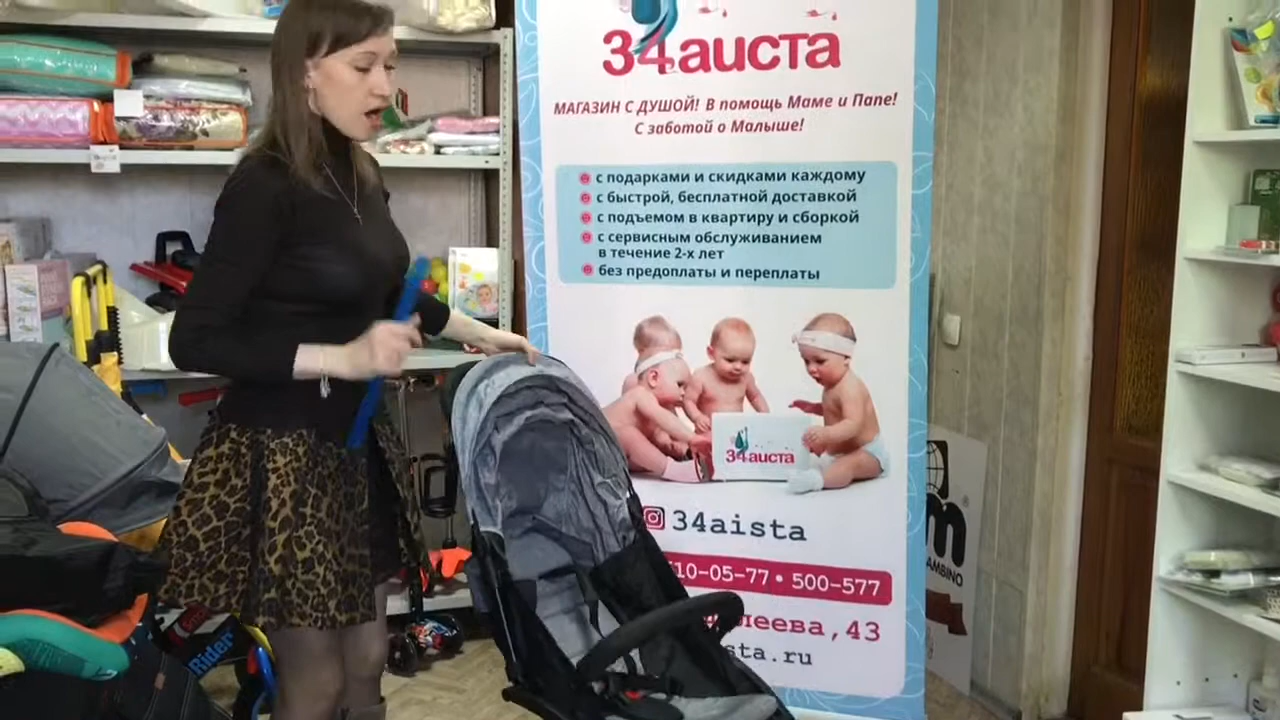 34аиста
МАГАЗИН С ДУШОЙ! В помощь Маме и Папе!
С заботой о Малыше!
с подарками и скидками каждому
с быстрой, бесплатной доставкой
с подъемом в квартиру и сборкой
с сервисным обслуживанием
в течение 2-х лет
без предоплаты и переплаты
34аиста
34aista
10-05-77 • 500-577
леева,43
sta.ru
m
AMBINO
Rider